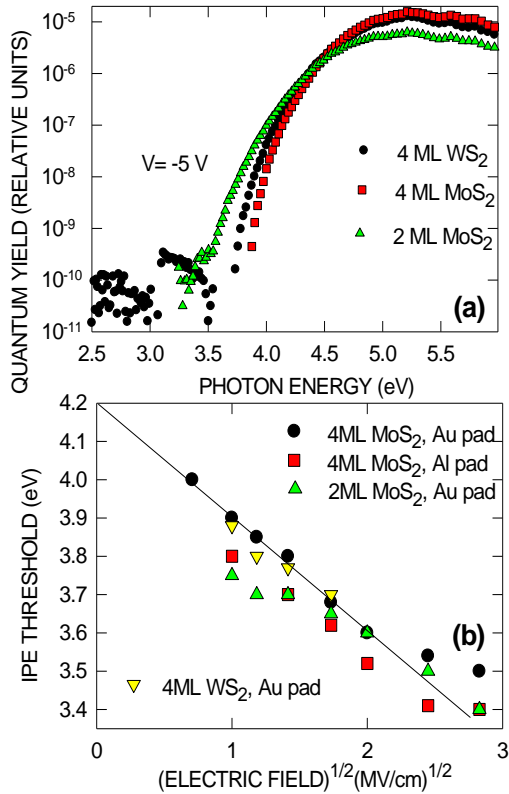 QUANTUM YIELD (RELATIVE UNITS)
10⁻⁵
10⁻⁶
10⁻⁷
10⁻⁸
10⁻⁹
10⁻¹⁰
10⁻¹¹
(a)
V= -5 V
4 ML WS₂
4 ML MoS₂
2 ML MoS₂
(a)
2.5 3.0 3.5 4.0 4.5 5.0 5.5
PHOTON ENERGY (eV)
IPE THRESHOLD (eV)
4.2
4.1
4.0
3.9
3.8
3.7
3.6
3.5
3.4
4ML MoS₂, Au pad
4ML MoS₂, Al pad
2ML MoS₂, Au pad
(b)
4ML WS₂, Au pad
0 1 2 3
(ELECTRIC FIELD)¹ᐟ²(MV/cm)¹ᐟ²